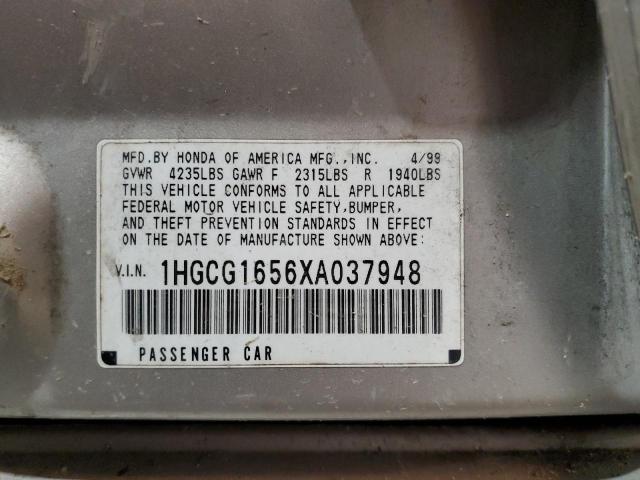 MFD.BY HONDA OF AMERICA MFG.,INC. 4/99
GVWR 4235LBS GAWR F 2315LBS R 1940LBS
THIS VEHICLE CONFORMS TO ALL APPLICABLE
FEDERAL MOTOR VEHICLE SAFETY,BUMPER,
AND THEFT PREVENTION STANDARDS IN EFFECT
ON THE DATE OF MANUFACTURE SHOWN ABOVE:
V.I.N. 1HGCG1656XA037948
PASSENGER CAR